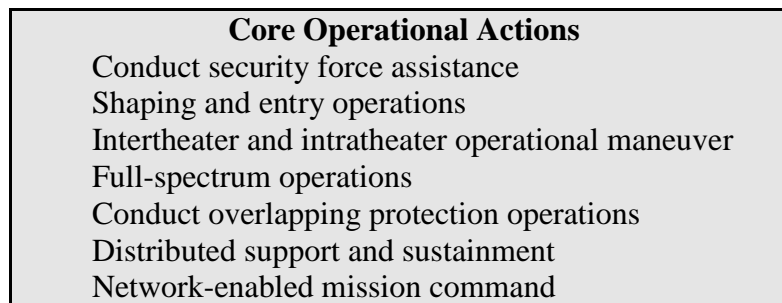 Core Operational Actions
Conduct security force assistance
Shaping and entry operations
Intertheater and intratheater operational maneuver
Full-spectrum operations
Conduct overlapping protection operations
Distributed support and sustainment
Network-enabled mission command